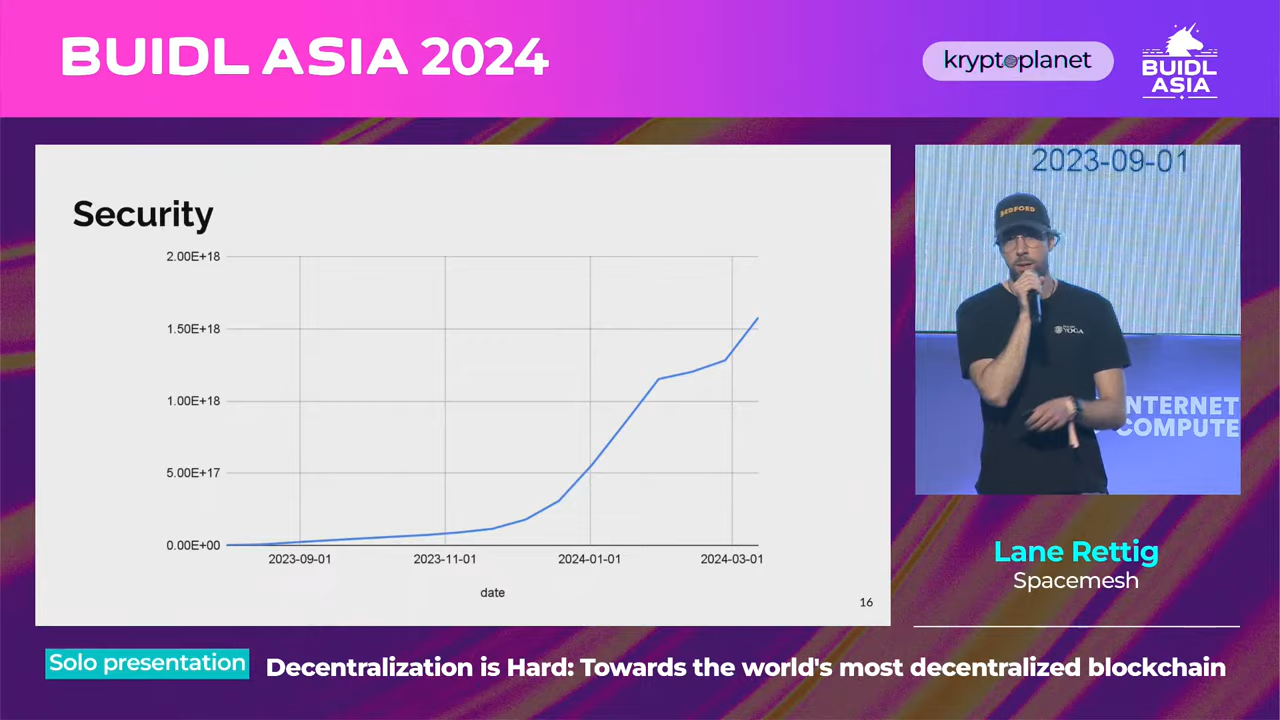 BUIDL ASIA 2024
kryptoplanet
BUIDL
ASIA
Security
2.00E+18
1.50E+18
1.00E+18
5.00E+17
0.00E+00
2023-09-01
2023-11-01
2024-01-01
2024-03-01
date
16
2023-09-01
BEDFORD
YOGA
INTERNET
COMPUTE
Lane Rettig
Spacemesh
Solo presentation
Decentralization is Hard: Towards the world's most decentralized blockchain